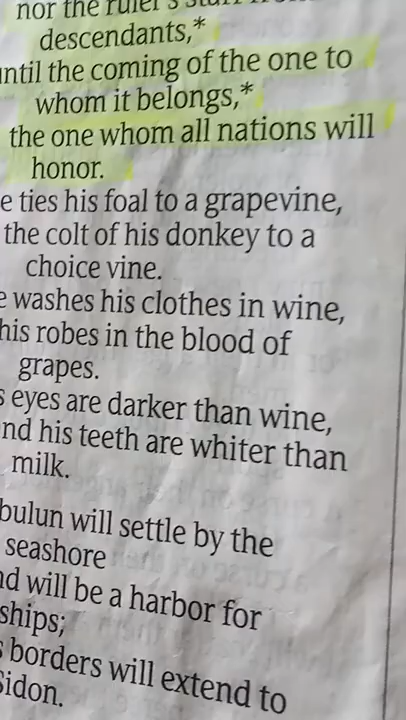 nor the ruler's staff from
descendants,*
until the coming of the one to
whom it belongs,*
the one whom all nations will
honor.
e ties his foal to a grapevine,
the colt of his donkey to a
choice vine.
e washes his clothes in wine,
his robes in the blood of
grapes.
s eyes are darker than wine,
nd his teeth are whiter than
milk.
bulun will settle by the
seashore
nd will be a harbor for
ships;
s borders will extend to
Sidon.